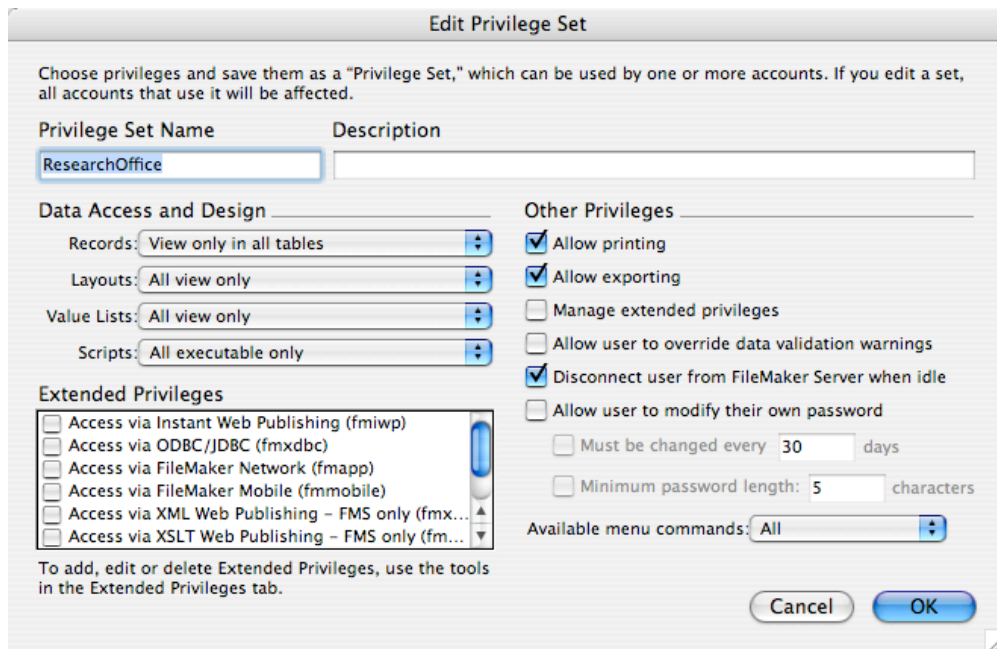 Edit Privilege Set
Choose privileges and save them as a “Privilege Set,” which can be used by one or more accounts. If you edit a set,
all accounts that use it will be affected.
Privilege Set Name
Description
ResearchOffice
Data Access and Design
Records: View only in all tables
Layouts: All view only
Value Lists: All view only
Scripts: All executable only
Extended Privileges
Access via Instant Web Publishing (fmiwp)
Access via ODBC/JDBC (fmxdbc)
Access via FileMaker Network (fmapp)
Access via FileMaker Mobile (fmmobile)
Access via XML Web Publishing – FMS only (fmx...
Access via XSLT Web Publishing – FMS only (fm...
To add, edit or delete Extended Privileges, use the tools
in the Extended Privileges tab.
Other Privileges
Allow printing
Allow exporting
Manage extended privileges
Allow user to override data validation warnings
Disconnect user from FileMaker Server when idle
Allow user to modify their own password
Must be changed every 30 days
Minimum password length: 5 characters
Available menu commands: All
Cancel
OK